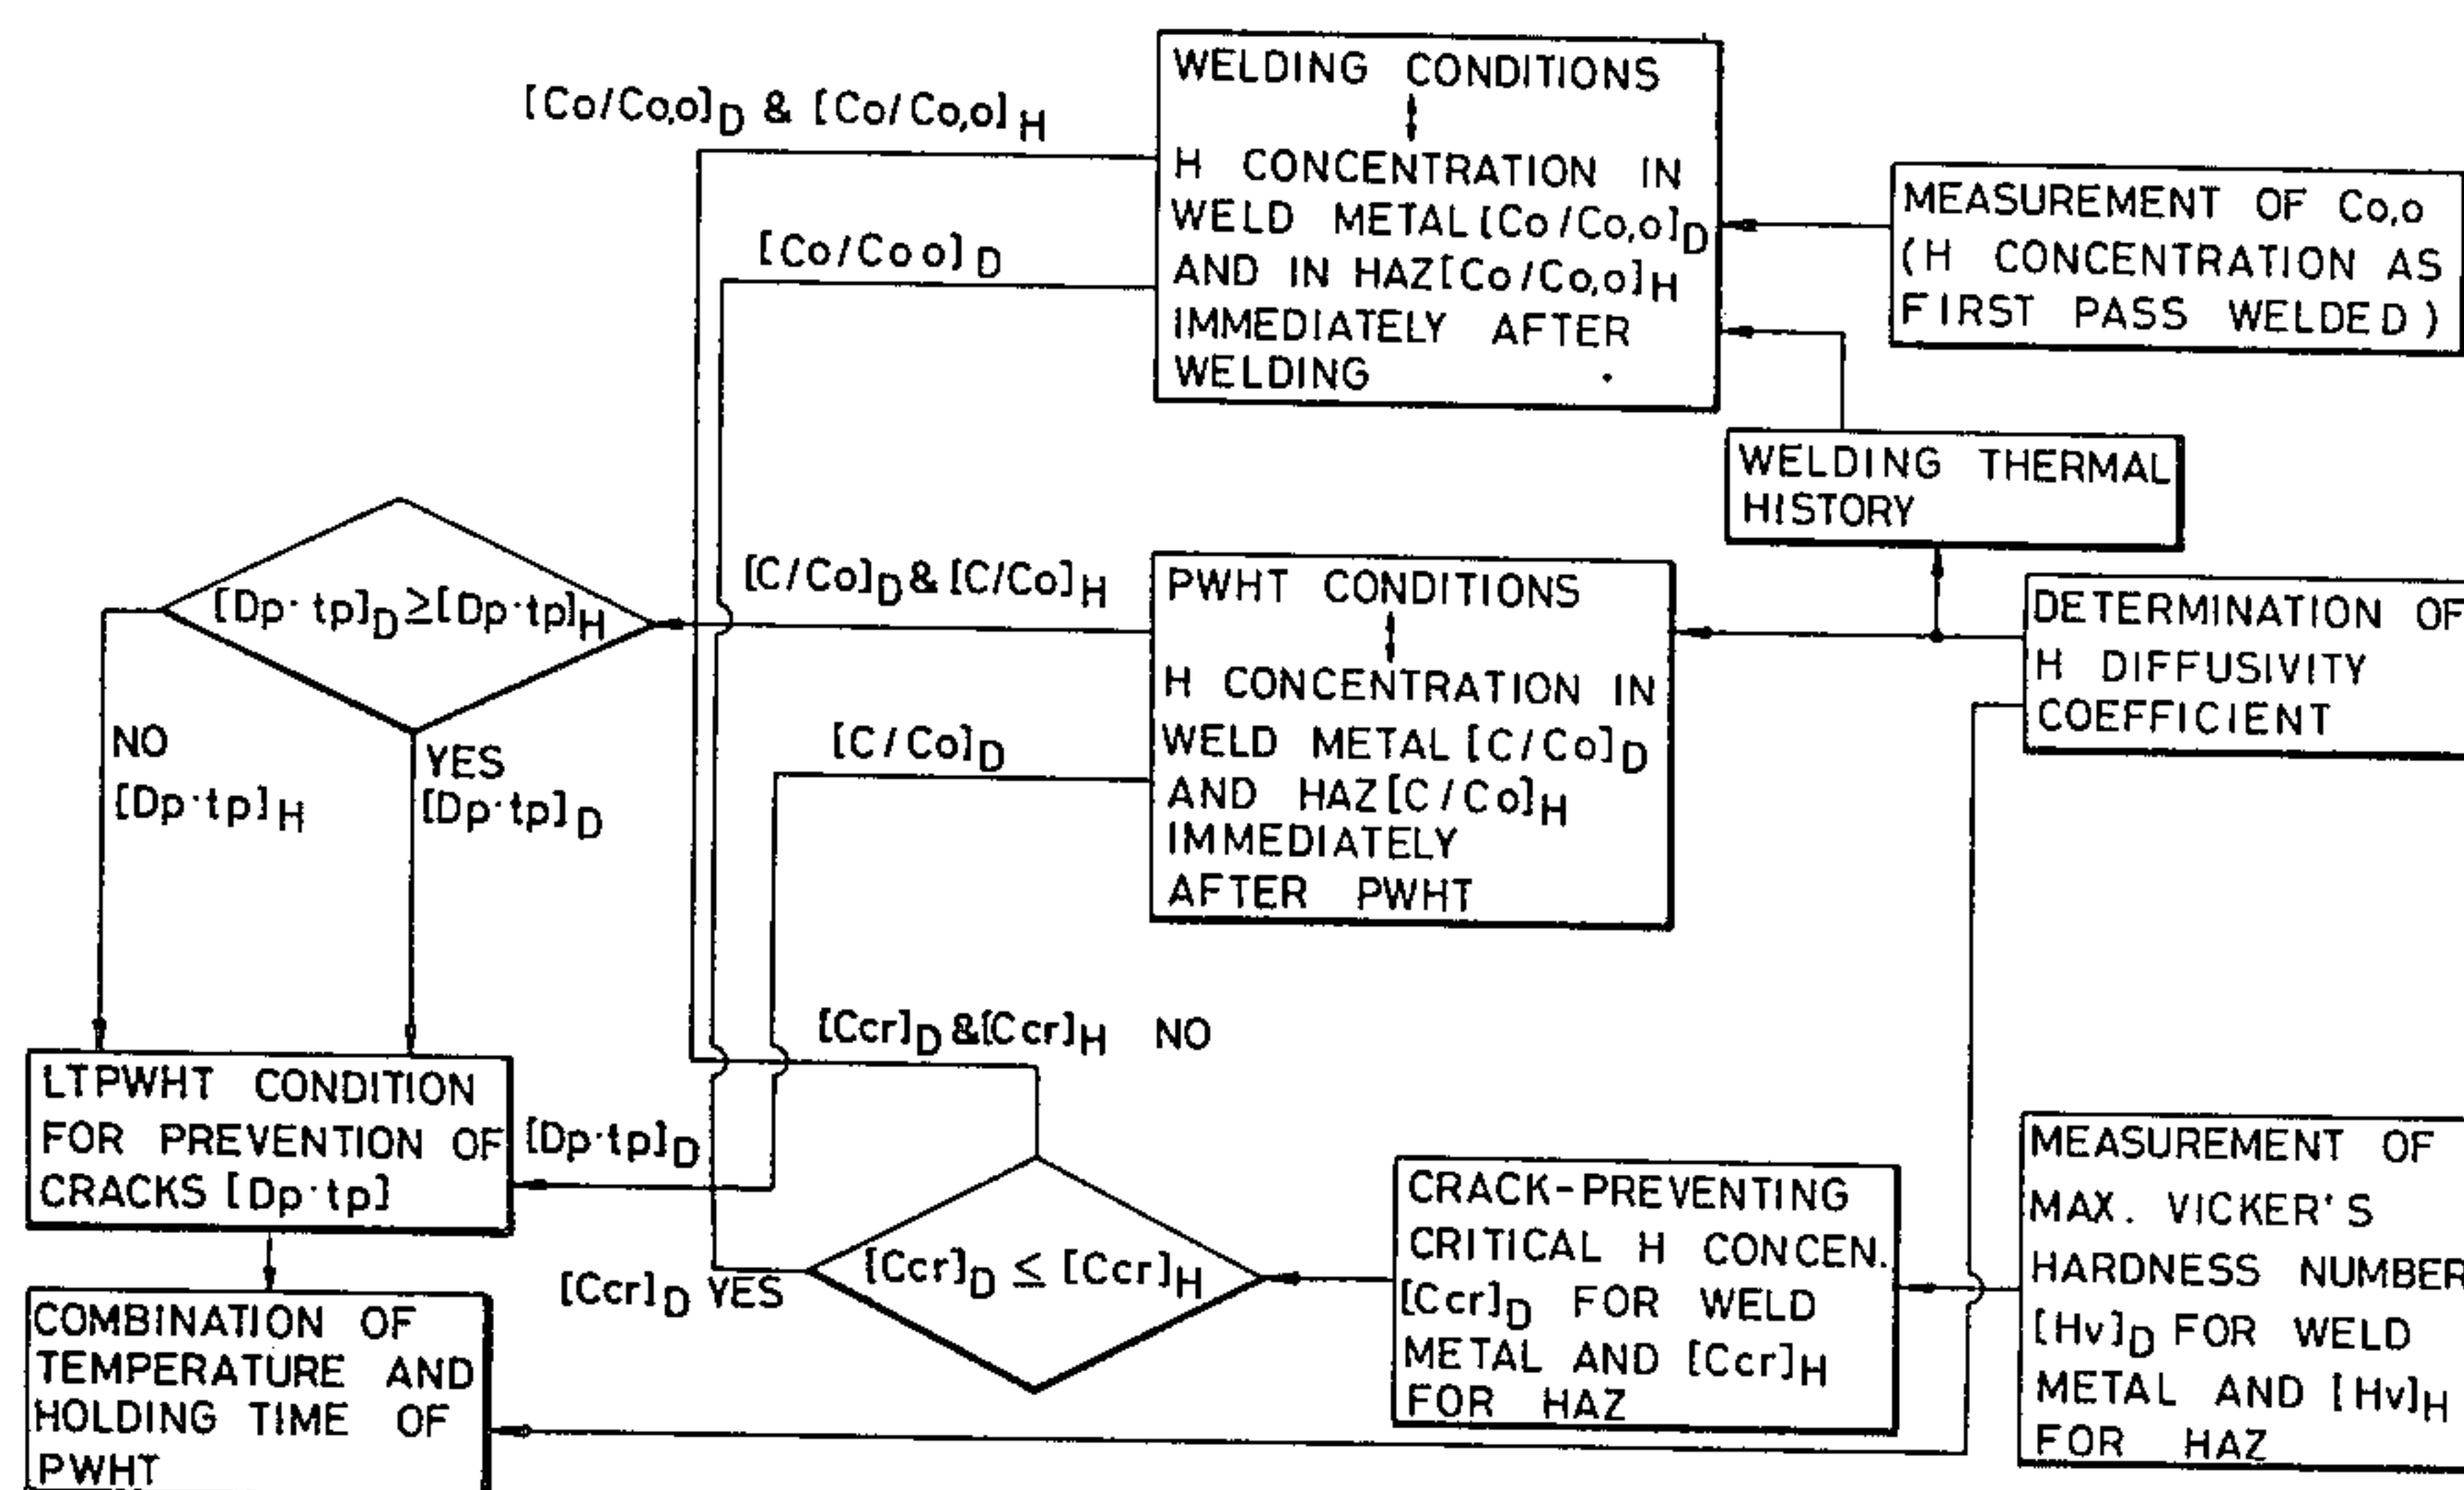 WELDING CONDITIONS
H CONCENTRATION IN
WELD METAL [Co/Co,o]D
AND IN HAZ [Co/Co,o]H
IMMEDIATELY AFTER
WELDING
[Co/Co,o]D & [Co/Co,o]H
[Co/Co o]D
MEASUREMENT OF Co,o
(H CONCENTRATION AS
FIRST PASS WELDED)
WELDING THERMAL
HISTORY
[Dp·tp]D ≥ [Dp·tp]H
[C/Co]D & [C/Co]H
PWHT CONDITIONS
H CONCENTRATION IN
WELD METAL [C/Co]D
AND HAZ [C/Co]H
IMMEDIATELY
AFTER PWHT
DETERMINATION OF
H DIFFUSIVITY
COEFFICIENT
NO
[Dp·tp]H
YES
[Dp·tp]D
[C/Co]D
[Ccr]D & [Ccr]H NO
LTPWHT CONDITION
FOR PREVENTION OF
CRACKS [Dp·tp]
[Dp·tp]D
[Ccr]D YES
[Ccr]D ≤ [Ccr]H
CRACK-PREVENTING
CRITICAL H CONCEN.
[Ccr]D FOR WELD
METAL AND [Ccr]H
FOR HAZ
MEASUREMENT OF
MAX. VICKER'S
HARDNESS NUMBER
[Hv]D FOR WELD
METAL AND [Hv]H
FOR HAZ
COMBINATION OF
TEMPERATURE AND
HOLDING TIME OF
PWHT